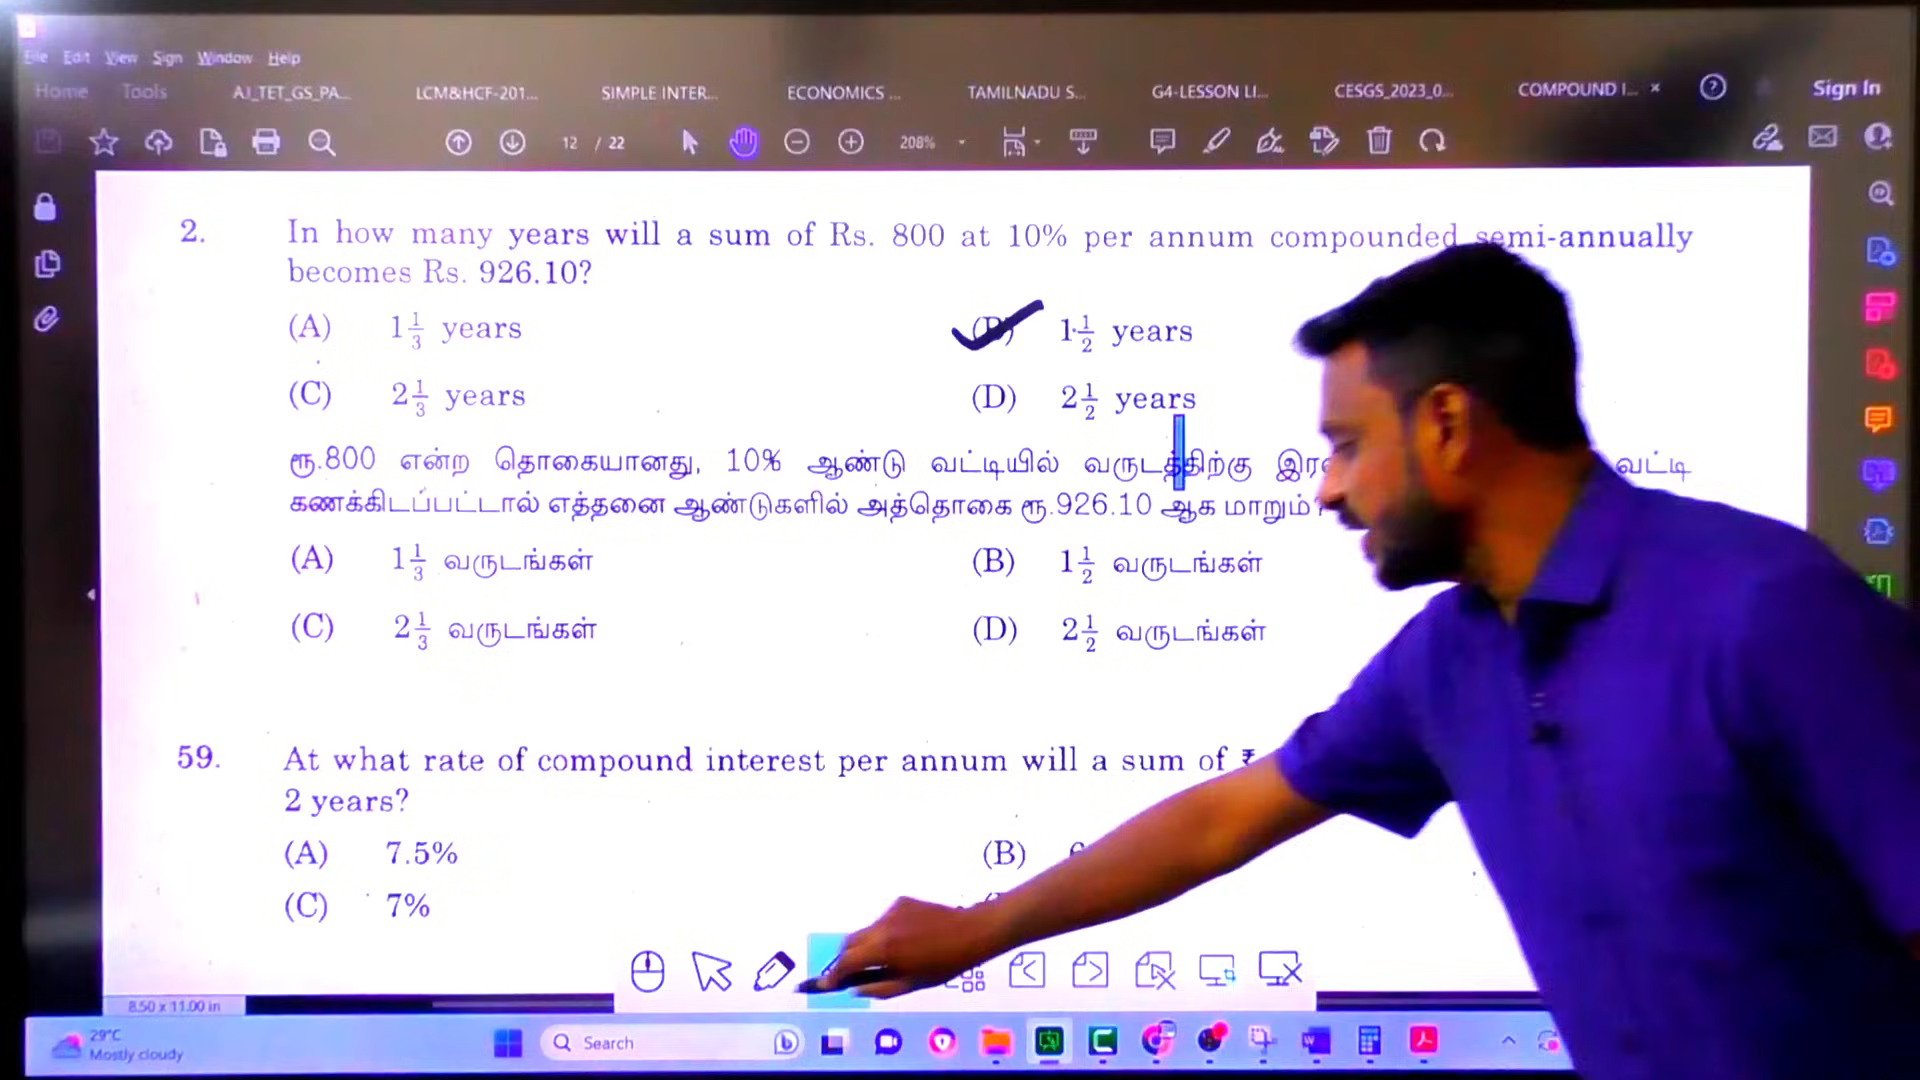 File Edit View Sign Window Help
Home Tools AJ_TET_GS_PA... LCM&HCF-201... SIMPLE INTER... ECONOMICS ... TAMILNADU S... G4-LESSON LI... CESGS_2023_0... COMPOUND I... × Sign In
12 / 22 208%
2. In how many years will a sum of Rs. 800 at 10% per annum compounded semi-annually
becomes Rs. 926.10?
(A) 1 1/3 years (B) 1 1/2 years
(C) 2 1/3 years (D) 2 1/2 years
ரூ.800 என்ற தொகையானது, 10% ஆண்டு வட்டியில் வருடத்திற்கு வட்டி
கணக்கிடப்பட்டால் எத்தனை ஆண்டுகளில் அத்தொகை ரூ.926.10 ஆக மாறும்?
(A) 1 1/3 வருடங்கள் (B) 1 1/2 வருடங்கள்
(C) 2 1/3 வருடங்கள் (D) 2 1/2 வருடங்கள்
59. At what rate of compound interest per annum will a sum of ₹
2 years?
(A) 7.5% (B)
(C) 7%
8.50 x 11.00 in
29°C
Mostly cloudy
Search